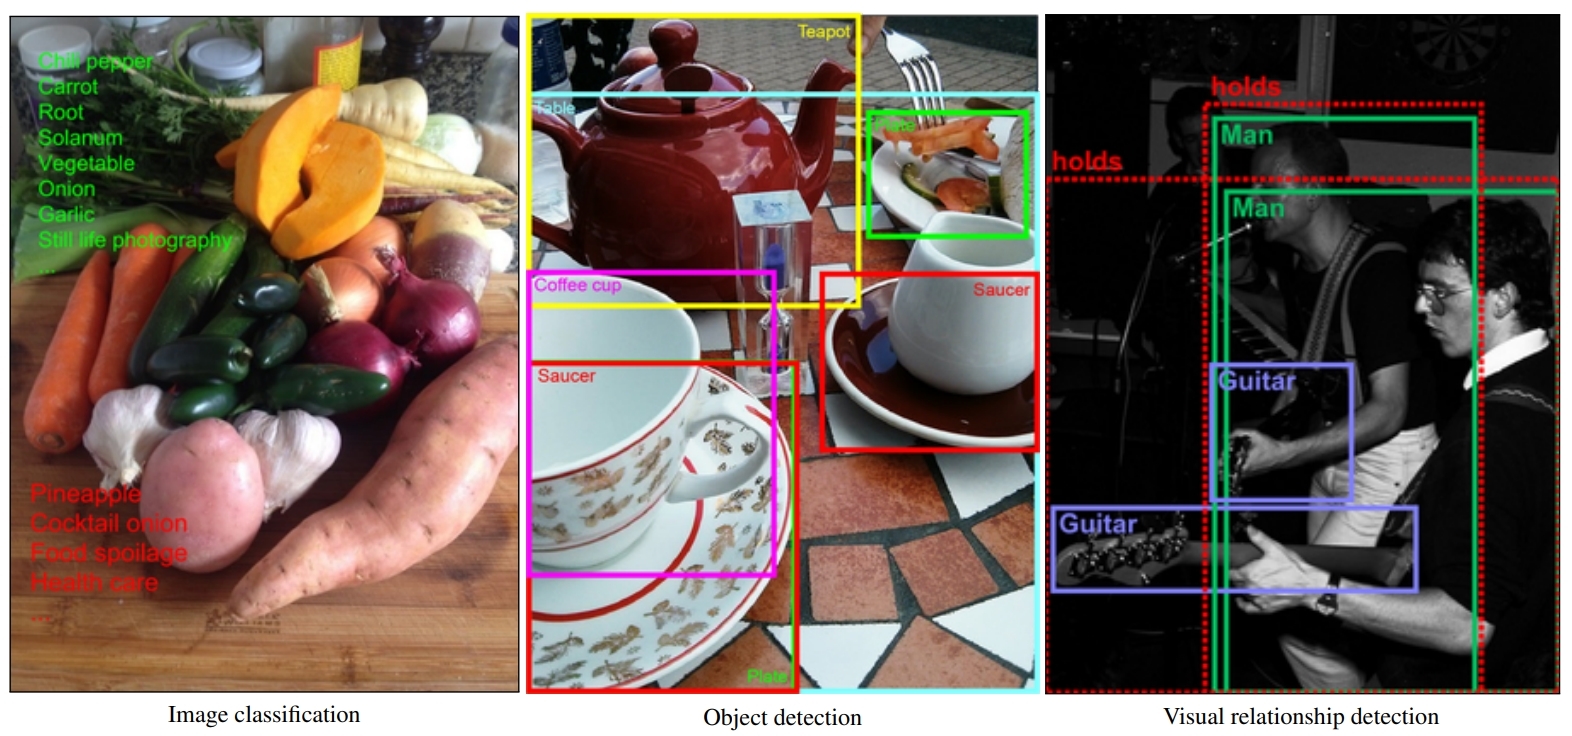 Chili pepper
Carrot
Root
Solanum
Vegetable
Onion
Garlic
Still life photography
...
Pineapple
Cocktail onion
Food spoilage
Health care
...
Image classification
Teapot
Table
Plate
Coffee cup
Saucer
Saucer
Plate
Object detection
holds
Man
holds
Man
Guitar
Guitar
Visual relationship detection